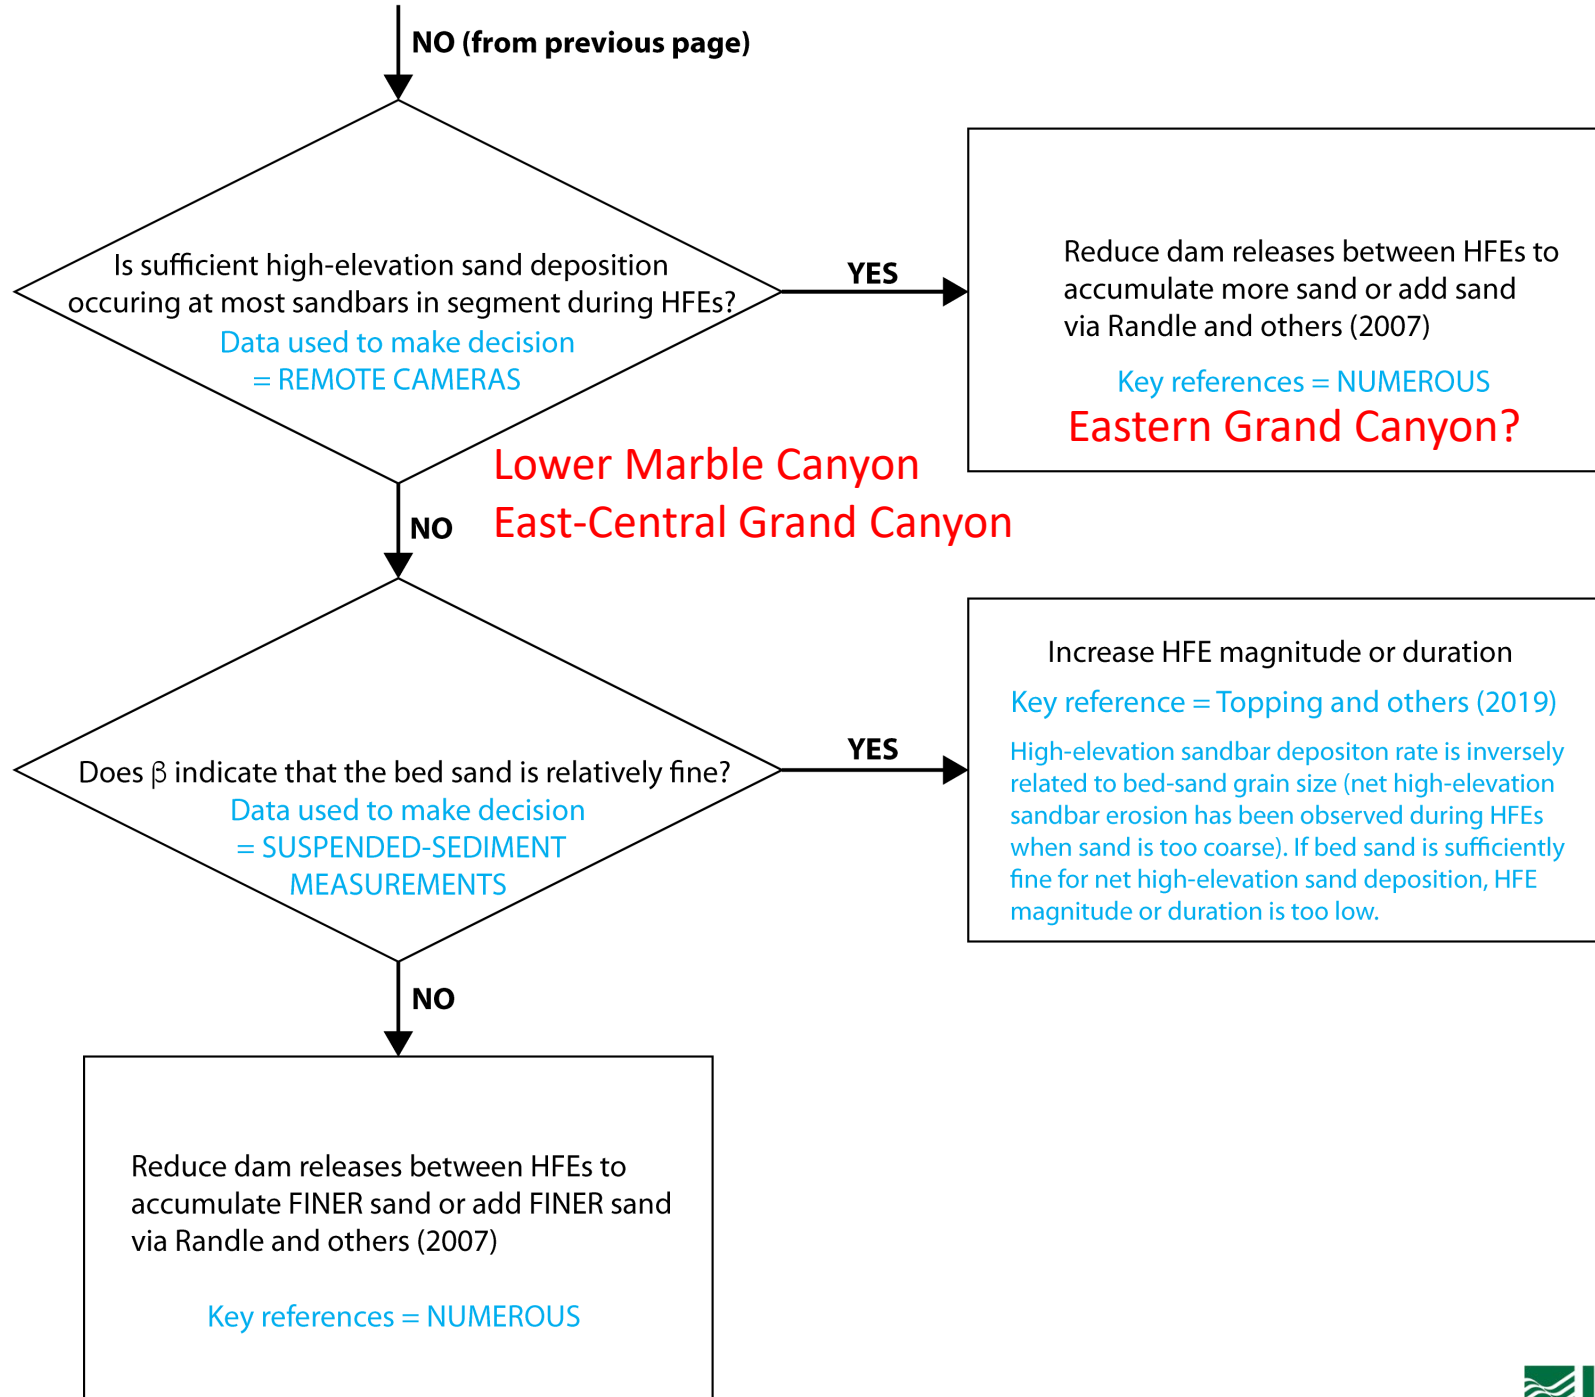 NO (from previous page)
Is sufficient high-elevation sand deposition
occuring at most sandbars in segment during HFEs?
Data used to make decision
= REMOTE CAMERAS
YES
Reduce dam releases between HFEs to
accumulate more sand or add sand
via Randle and others (2007)
Key references = NUMEROUS
Eastern Grand Canyon?
Lower Marble Canyon
East-Central Grand Canyon
NO
Does β indicate that the bed sand is relatively fine?
Data used to make decision
= SUSPENDED-SEDIMENT
MEASUREMENTS
YES
Increase HFE magnitude or duration
Key reference = Topping and others (2019)
High-elevation sandbar depositon rate is inversely
related to bed-sand grain size (net high-elevation
sandbar erosion has been observed during HFEs
when sand is too coarse). If bed sand is sufficiently
fine for net high-elevation sand deposition, HFE
magnitude or duration is too low.
NO
Reduce dam releases between HFEs to
accumulate FINER sand or add FINER sand
via Randle and others (2007)
Key references = NUMEROUS